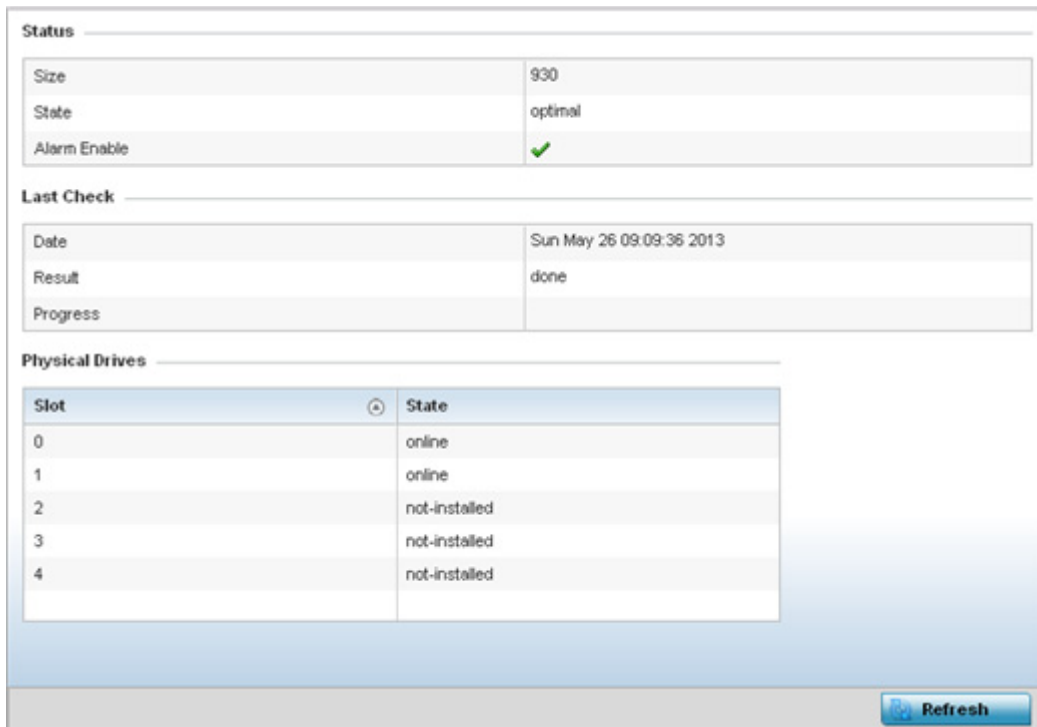 Status
Size 930
State optimal
Alarm Enable
Last Check
Date Sun May 26 09:09:36 2013
Result done
Progress
Physical Drives
Slot State
0 online
1 online
2 not-installed
3 not-installed
4 not-installed
Refresh